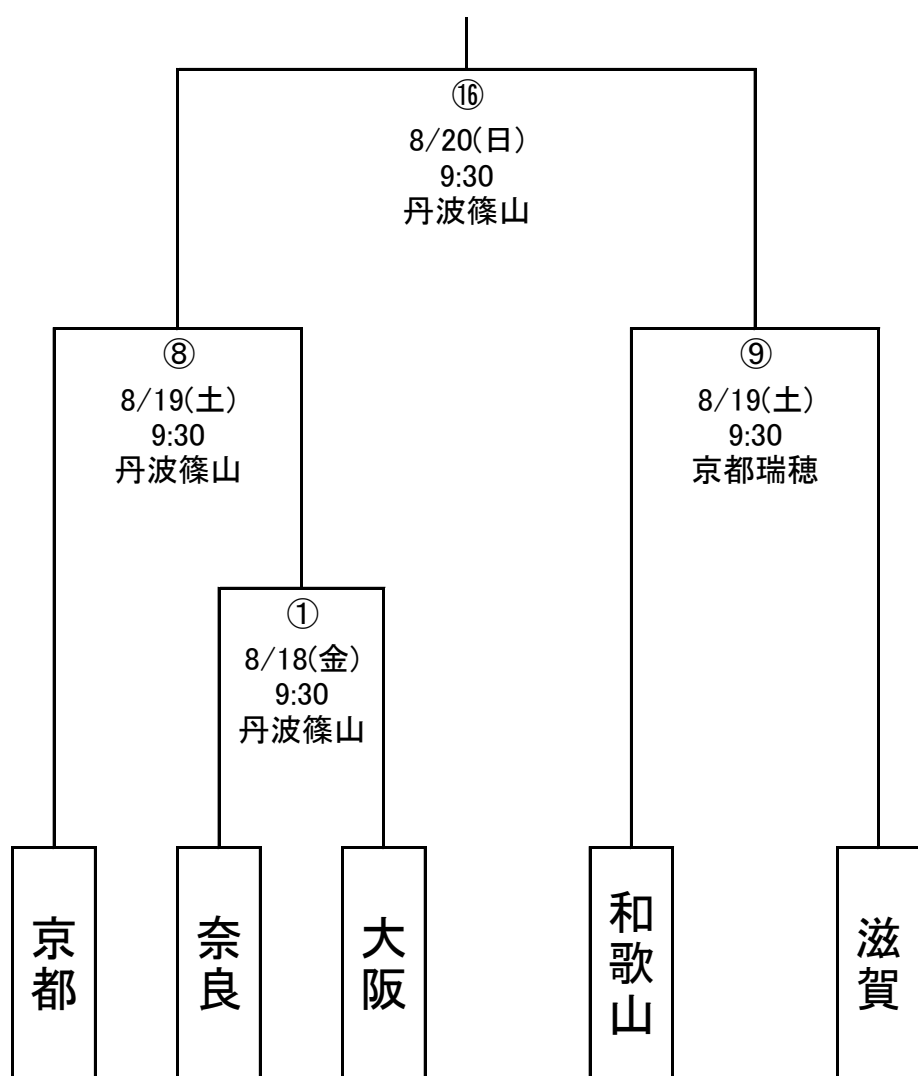 ⑯
8/20(日)
9:30
丹波篠山
⑧
8/19(土)
9:30
丹波篠山
⑨
8/19(土)
9:30
京都瑞穂
①
8/18(金)
9:30
丹波篠山
京都
奈良
大阪
和歌山
滋賀